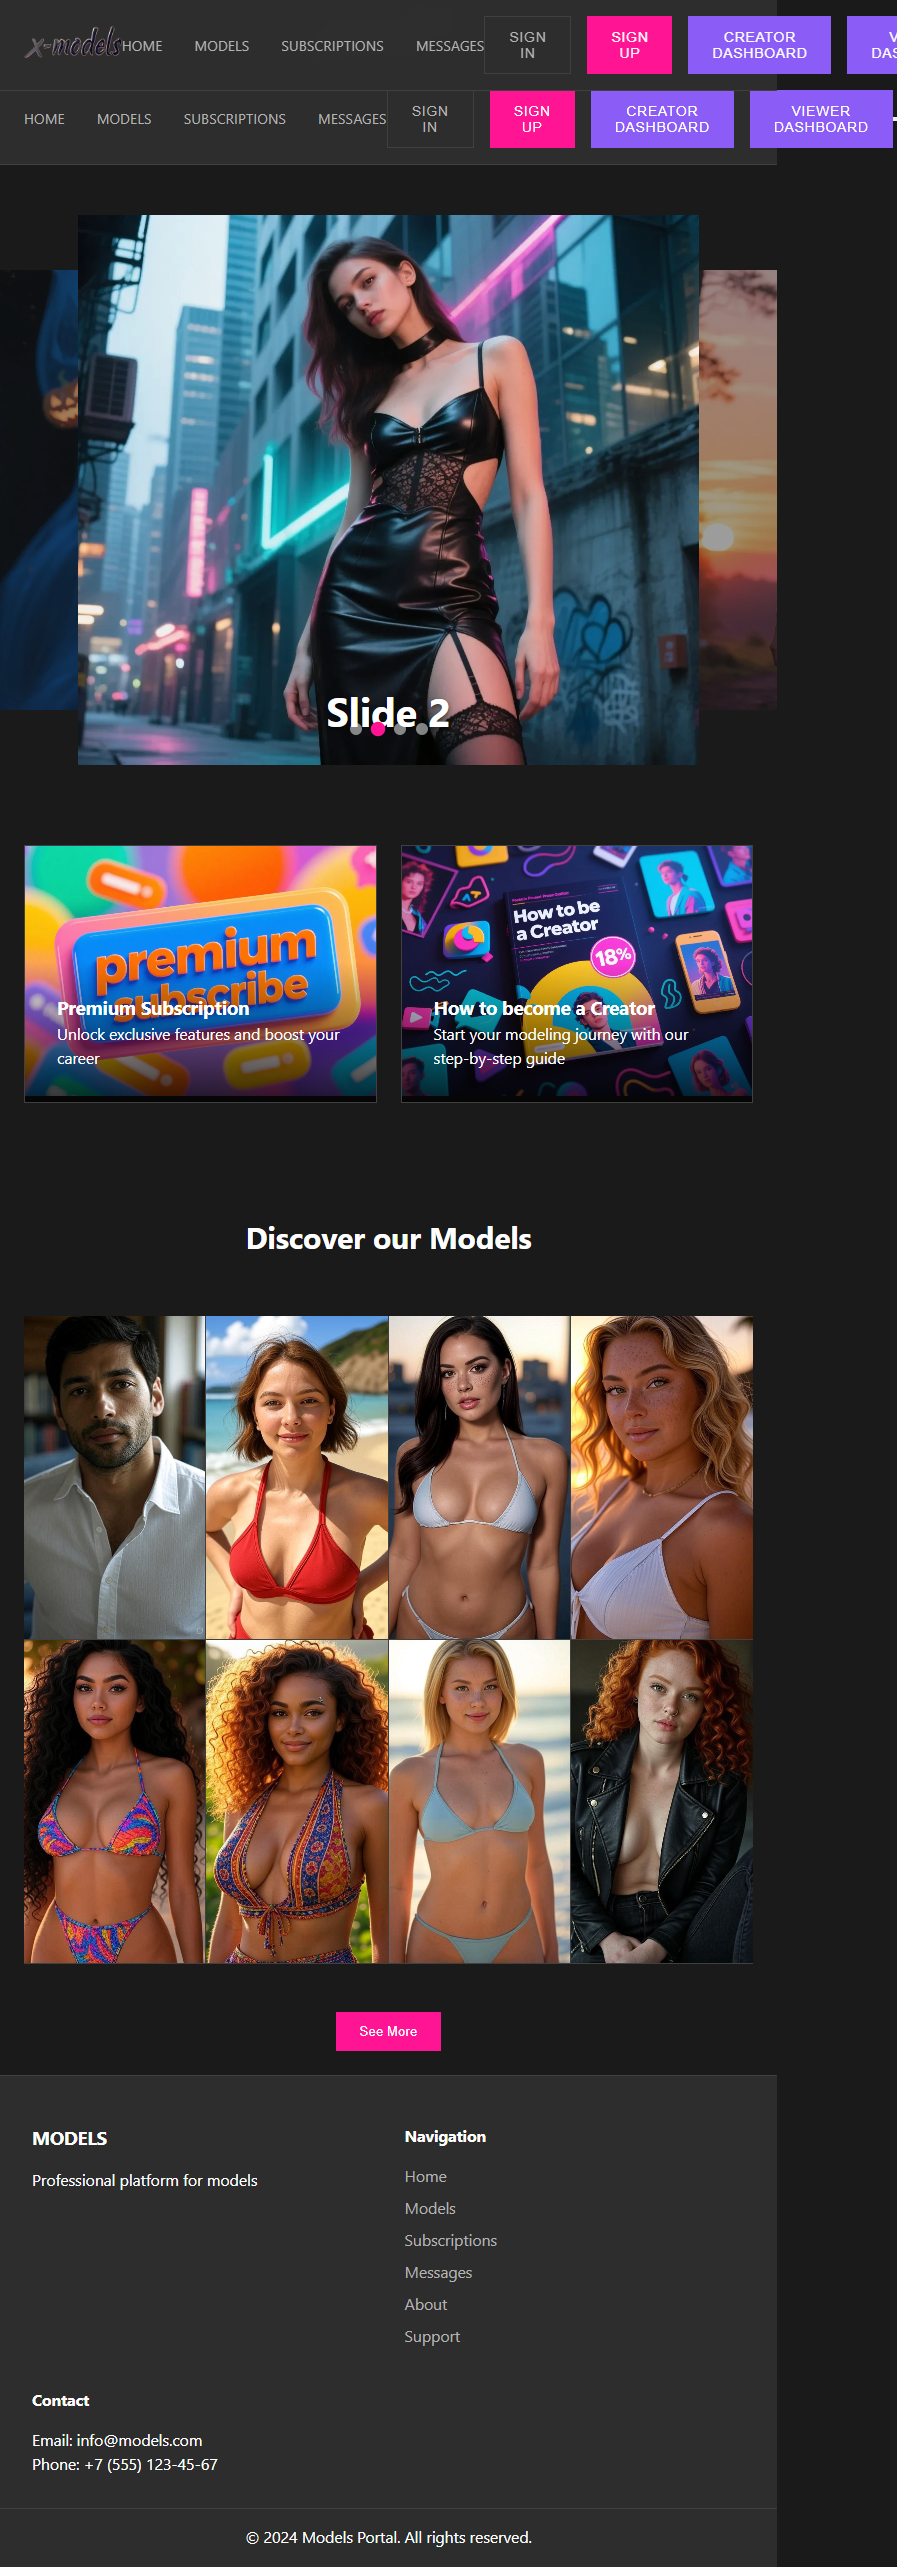 x-models
HOME MODELS SUBSCRIPTIONS MESSAGES SIGN IN SIGN UP CREATOR DASHBOARD
HOME MODELS SUBSCRIPTIONS MESSAGES SIGN IN SIGN UP CREATOR DASHBOARD VIEWER DASHBOARD
Slide 2
premium
subscribe
Premium Subscription
Unlock exclusive features and boost your
career
How to be
a Creator
18%
How to become a Creator
Start your modeling journey with our
step-by-step guide
Discover our Models
See More
MODELS
Professional platform for models
Navigation
Home
Models
Subscriptions
Messages
About
Support
Contact
Email: info@models.com
Phone: +7 (555) 123-45-67
© 2024 Models Portal. All rights reserved.